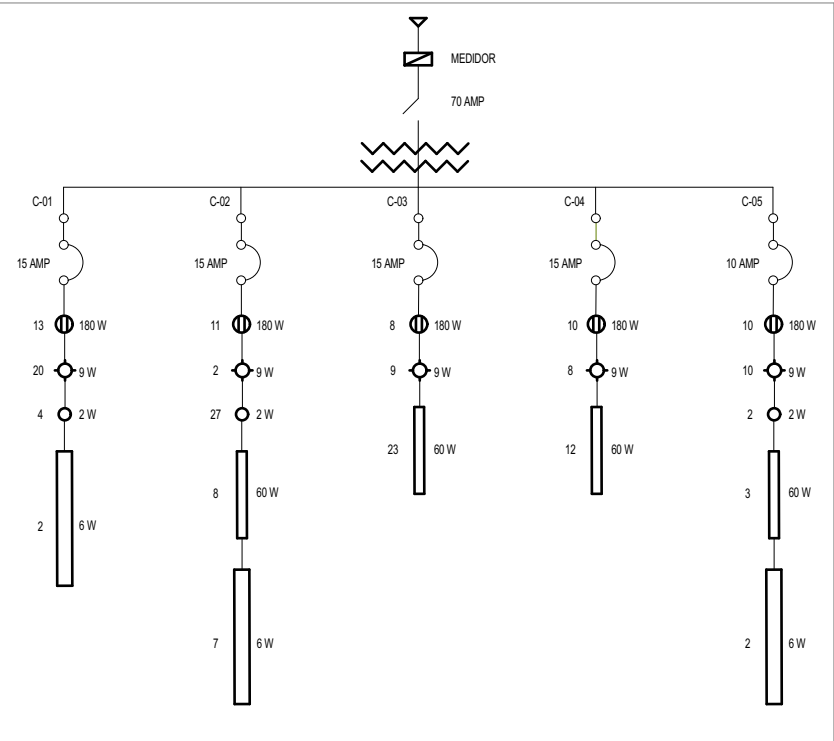 MEDIDOR
70 AMP
C-01 C-02 C-03 C-04 C-05
15 AMP 15 AMP 15 AMP 15 AMP 10 AMP
13 180 W 11 180 W 8 180 W 10 180 W 10 180 W
20 9 W 2 9 W 9 9 W 8 9 W 10 9 W
4 2 W 27 2 W 2 2 W
23 60 W 12 60 W
8 60 W 3 60 W
2 6 W
7 6 W 2 6 W